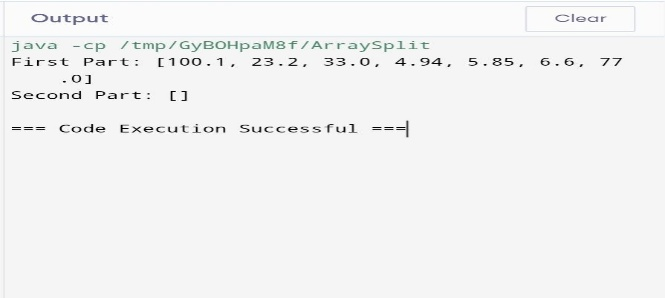 Output
Clear
java -cp /tmp/GyBOHpaM8f/ArraySplit
First Part: [100.1, 23.2, 33.0, 4.94, 5.85, 6.6, 77
.0]
Second Part: []
=== Code Execution Successful ===